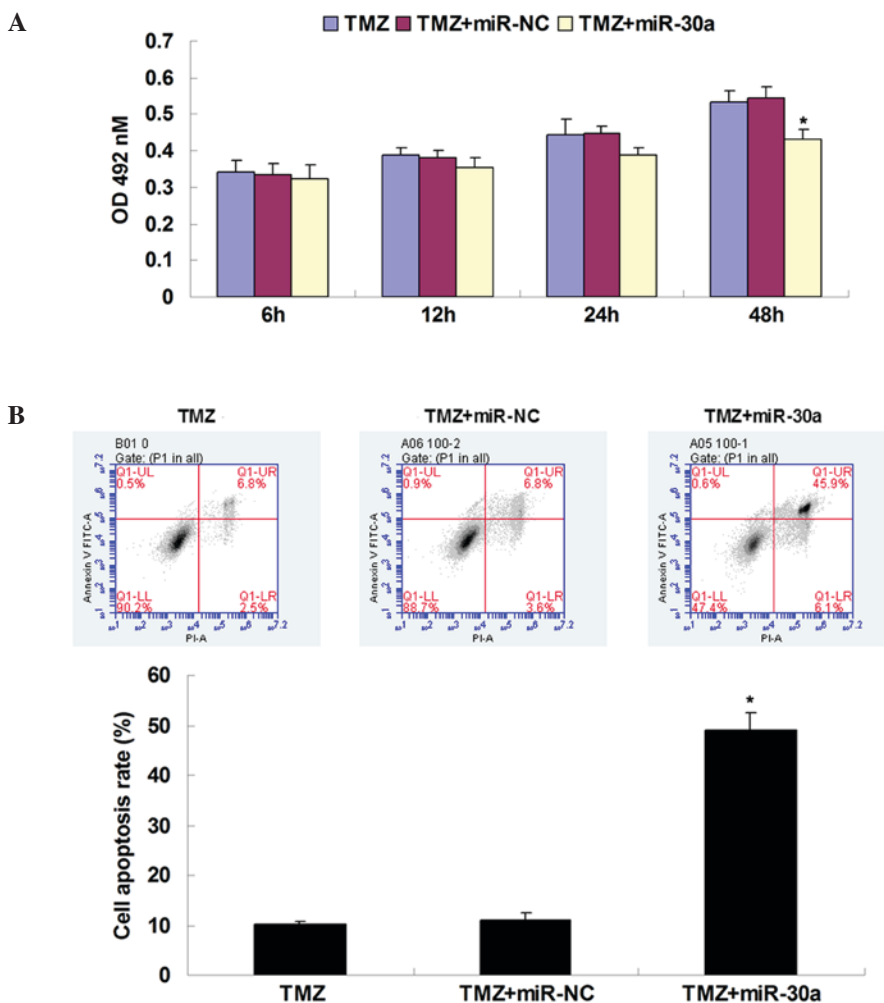 A
TMZ TMZ+miR-NC TMZ+miR-30a
0.7
0.6
0.5
0.4
0.3
0.2
0.1
0
OD 492 nM
*
6h 12h 24h 48h
B
TMZ TMZ+miR-NC TMZ+miR-30a
B01 0
Gate: (P1 in all)
Q1-UL Q1-UR
0.5% 6.8%
Q1-LL Q1-LR
90.2% 2.5%
Annexin V FITC-A
PI-A
A06 100-2
Gate: (P1 in all)
Q1-UL Q1-UR
0.9% 6.8%
Q1-LL Q1-LR
88.7% 3.6%
Annexin V FITC-A
PI-A
A05 100-1
Gate: (P1 in all)
Q1-UL Q1-UR
0.6% 45.9%
Q1-LL Q1-LR
47.4% 6.1%
Annexin V FITC-A
PI-A
60
50
40
30
20
10
0
Cell apoptosis rate (%)
*
TMZ TMZ+miR-NC TMZ+miR-30a